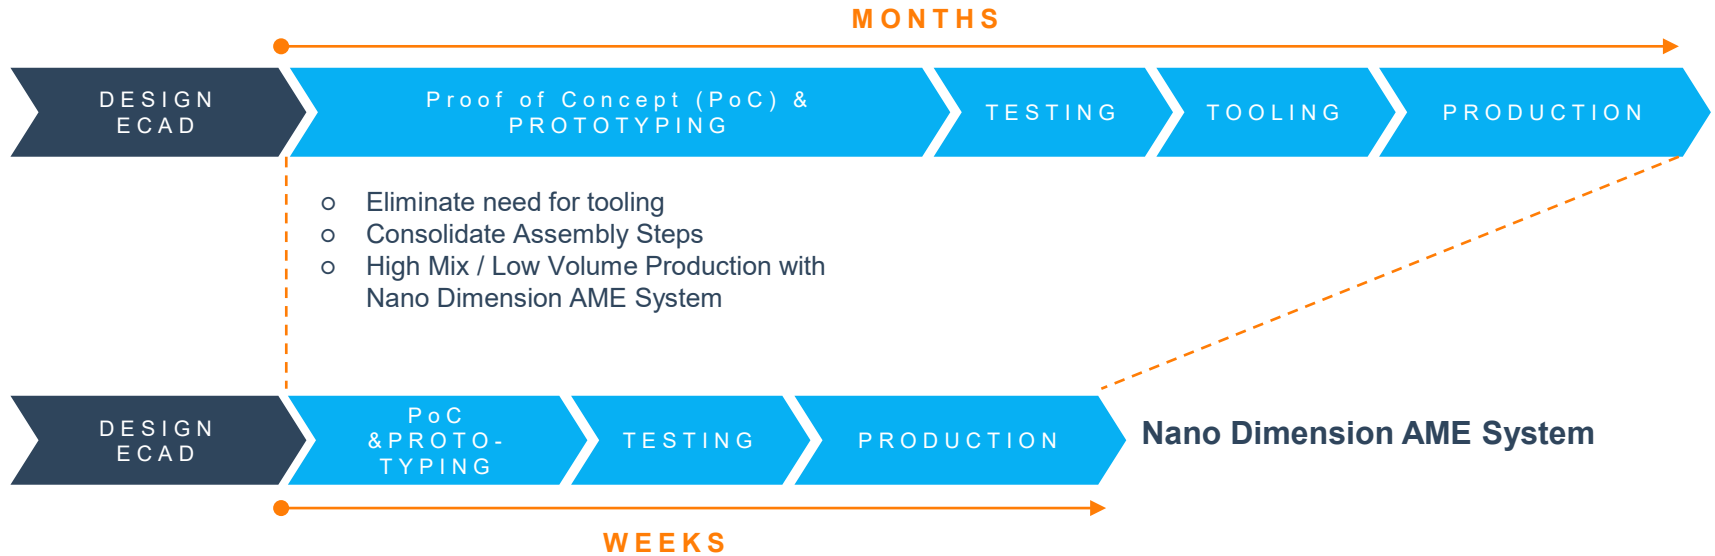 MONTHS
DESIGN
ECAD
Proof of Concept (PoC) &
PROTOTYPING
TESTING
TOOLING
PRODUCTION
○ Eliminate need for tooling
○ Consolidate Assembly Steps
○ High Mix / Low Volume Production with
Nano Dimension AME System
DESIGN
ECAD
PoC
&PROTO-
TYPING
TESTING
PRODUCTION
Nano Dimension AME System
WEEKS